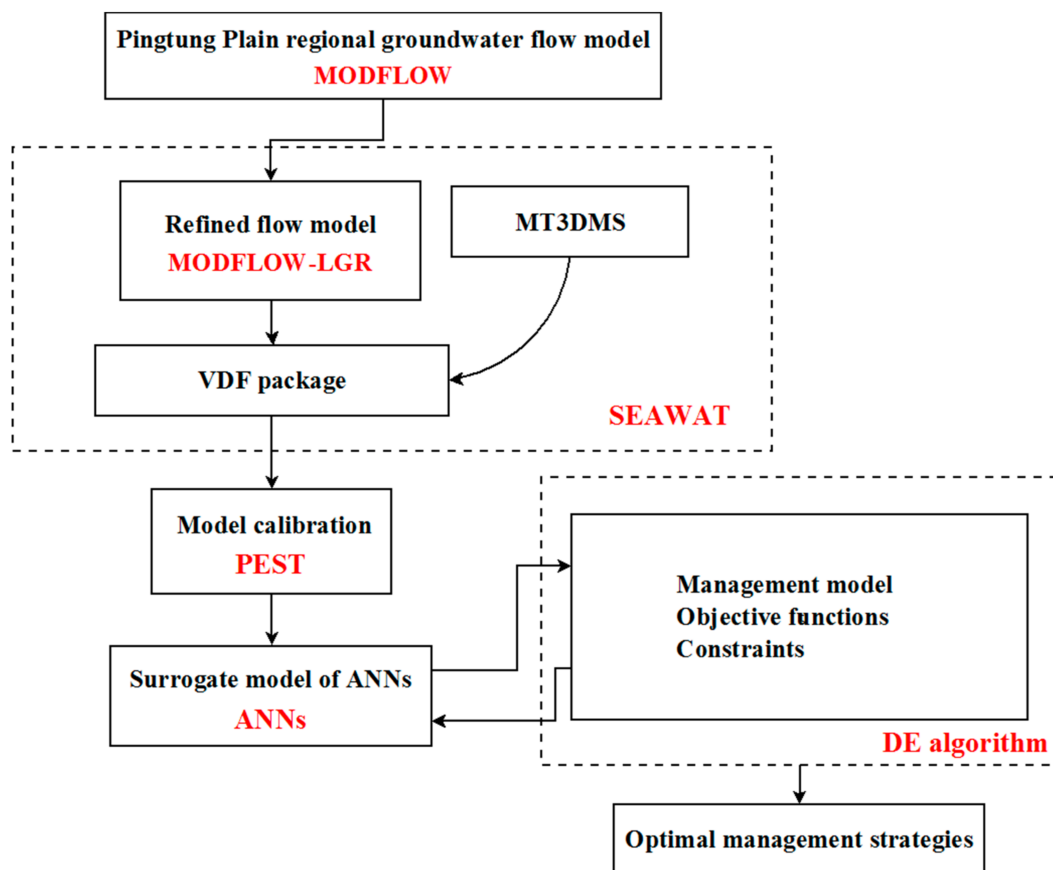 Pingtung Plain regional groundwater flow model
MODFLOW
Refined flow model
MODFLOW-LGR
MT3DMS
VDF package
SEAWAT
Model calibration
PEST
Management model
Objective functions
Constraints
Surrogate model of ANNs
ANNs
DE algorithm
Optimal management strategies